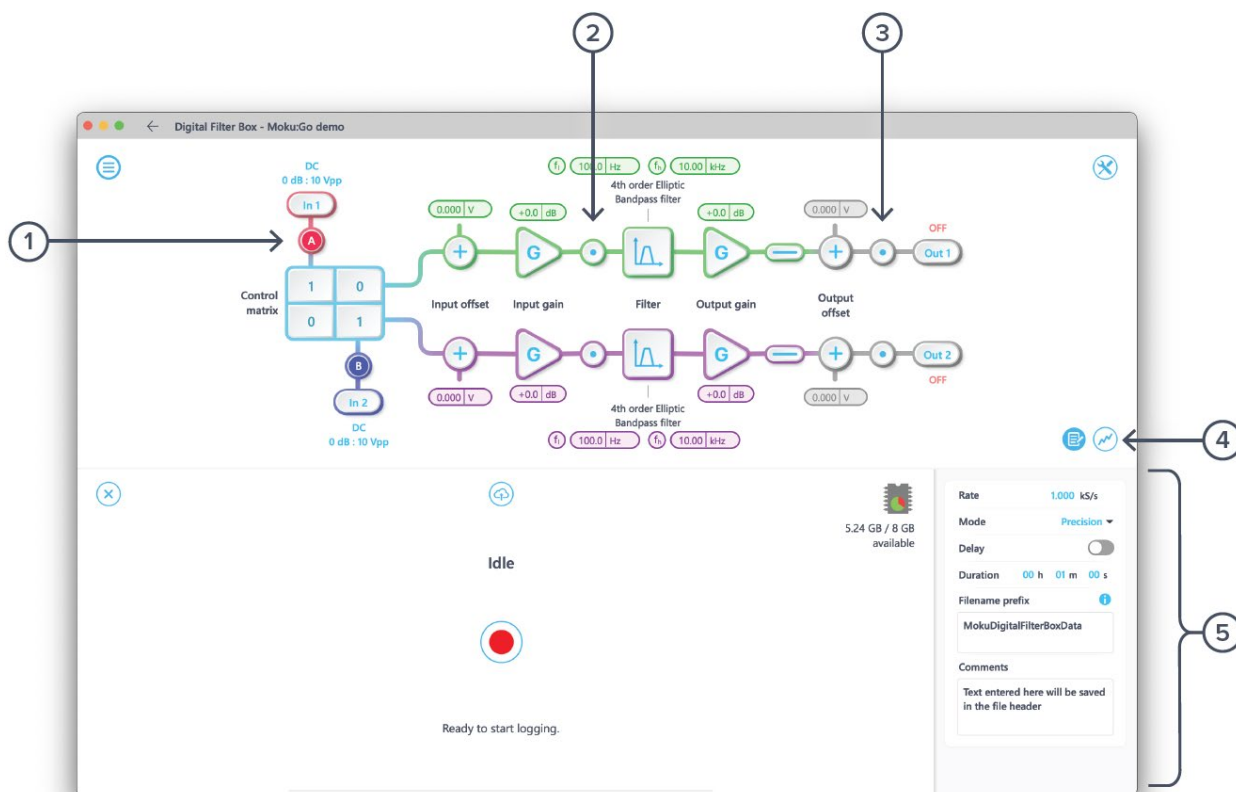 2
3
Digital Filter Box - Moku:Go demo
DC
0 dB : 10 Vpp
In 1
A
1
fl 100.0 Hz fh 10.00 kHz
4th order Elliptic
Bandpass filter
0.000 V
+0.0 dB
+0.0 dB
0.000 V
OFF
G
G
Out 1
Control
matrix
1 0
0 1
Input offset
Input gain
Filter
Output gain
Output
offset
G
G
Out 2
B
In 2
DC
0 dB : 10 Vpp
0.000 V
+0.0 dB
+0.0 dB
0.000 V
OFF
4th order Elliptic
Bandpass filter
fl 100.0 Hz fh 10.00 kHz
4
5.24 GB / 8 GB
available
Idle
Ready to start logging.
Rate 1.000 kS/s
Mode Precision
Delay
Duration 00 h 01 m 00 s
Filename prefix i
MokuDigitalFilterBoxData
Comments
Text entered here will be saved
in the file header
5